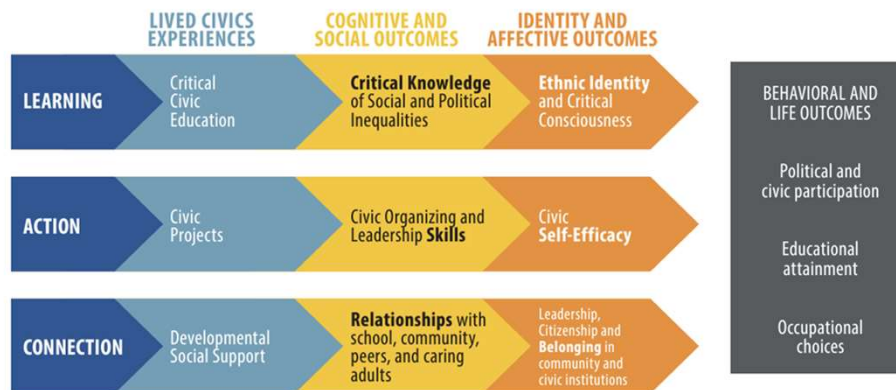 LIVED CIVICS
EXPERIENCES
COGNITIVE AND
SOCIAL OUTCOMES
IDENTITY AND
AFFECTIVE OUTCOMES
LEARNING
Critical
Civic
Education
Critical Knowledge
of Social and Political
Inequalities
Ethnic Identity
and Critical
Consciousness
ACTION
Civic
Projects
Civic Organizing and
Leadership Skills
Civic
Self-Efficacy
CONNECTION
Developmental
Social Support
Relationships with
school, community,
peers, and caring
adults
Leadership,
Citizenship and
Belonging in
community and
civic institutions
BEHAVIORAL AND
LIFE OUTCOMES
Political and
civic participation
Educational
attainment
Occupational
choices